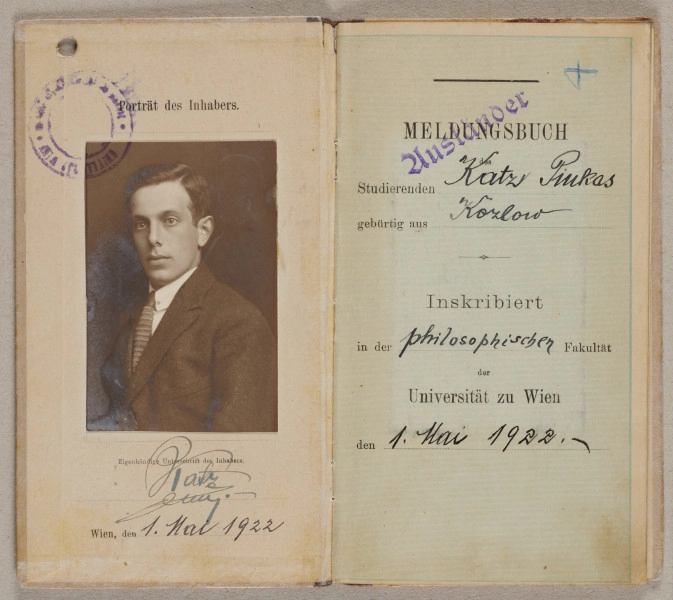 Porträt des Inhabers.
Eigenhändige Unterschrift des Inhabers.
Katz
Wien, den 1. Mai 1922
MELDUNGSBUCH
Ausländer
des
Studierenden Katz Pinkas
gebürtig aus Kozlow
Inskribiert
in der philosophischen Fakultät
der
Universität zu Wien
den 1. Mai 1922.